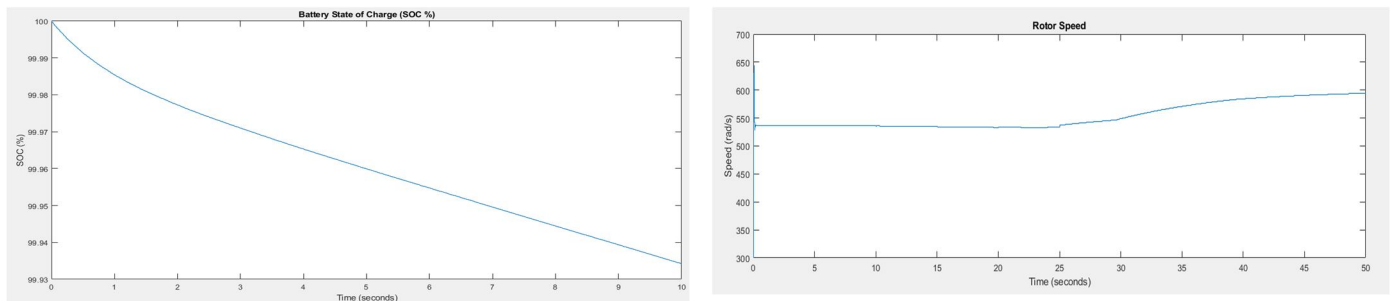 Battery State of Charge (SOC %)
100
99.99
99.98
99.97
99.96
99.95
99.94
99.93
SOC (%)
0 1 2 3 4 5 6 7 8 9 10
Time (seconds)
Rotor Speed
700
650
600
550
500
450
400
350
300
Speed (rad/s)
0 5 10 15 20 25 30 35 40 45 50
Time (seconds)